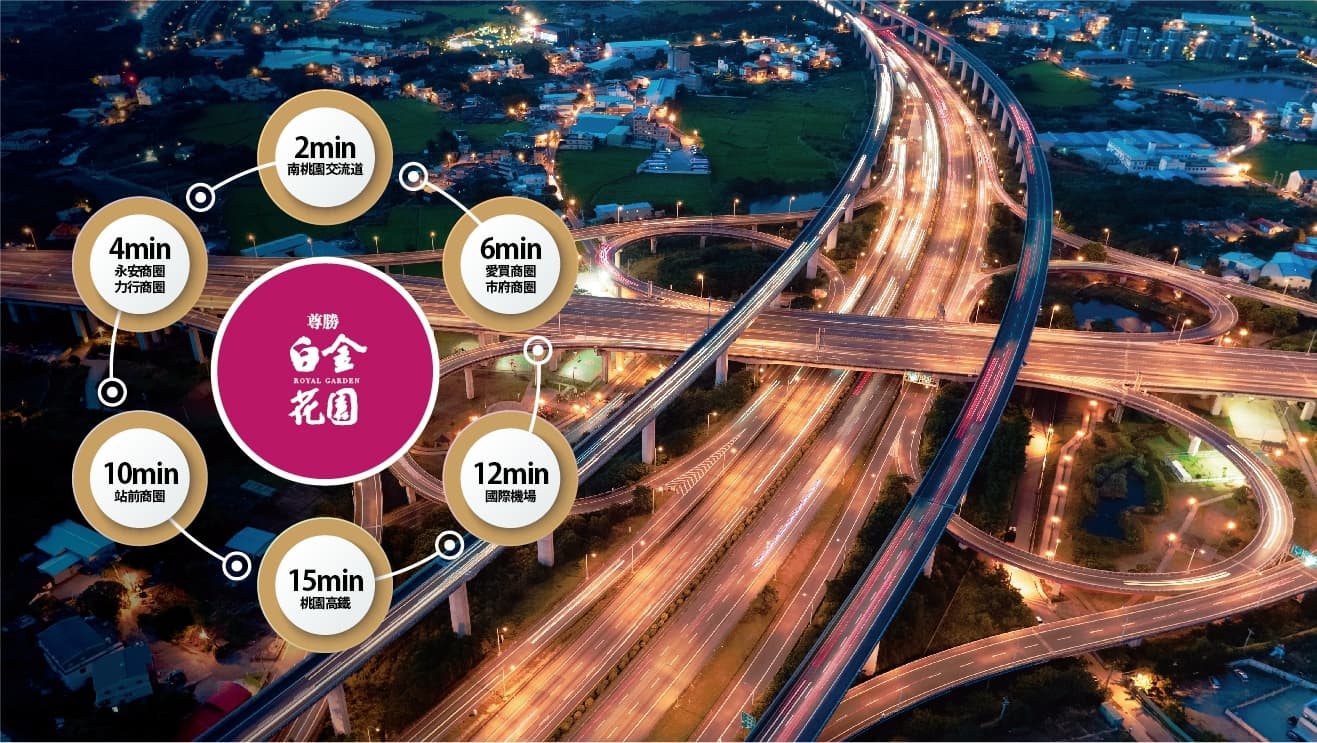 2min
南桃園交流道
4min
永安商圈
力行商圈
6min
愛買商圈
市府商圈
尊勝
白金
ROYAL GARDEN
花園
10min
站前商圈
12min
國際機場
15min
桃園高鐵